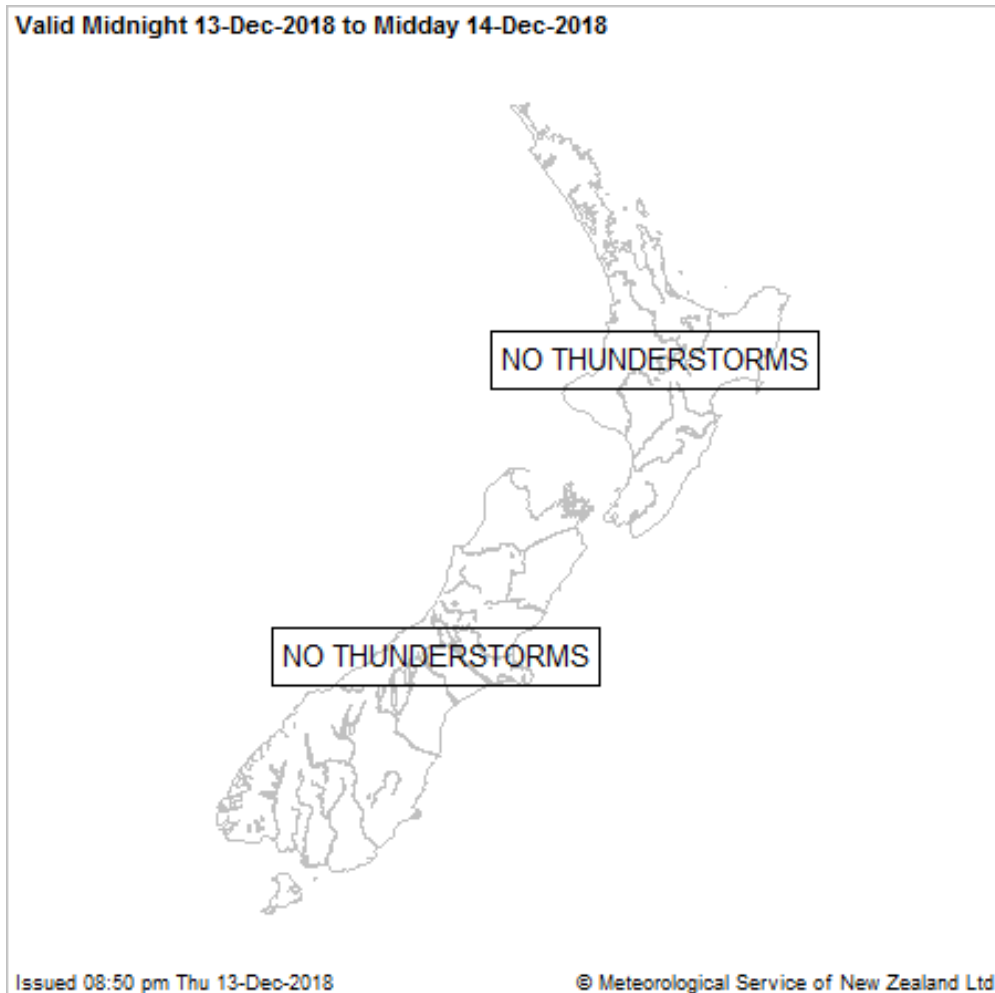 Valid Midnight 13-Dec-2018 to Midday 14-Dec-2018
NO THUNDERSTORMS
NO THUNDERSTORMS
Issued 08:50 pm Thu 13-Dec-2018
© Meteorological Service of New Zealand Ltd